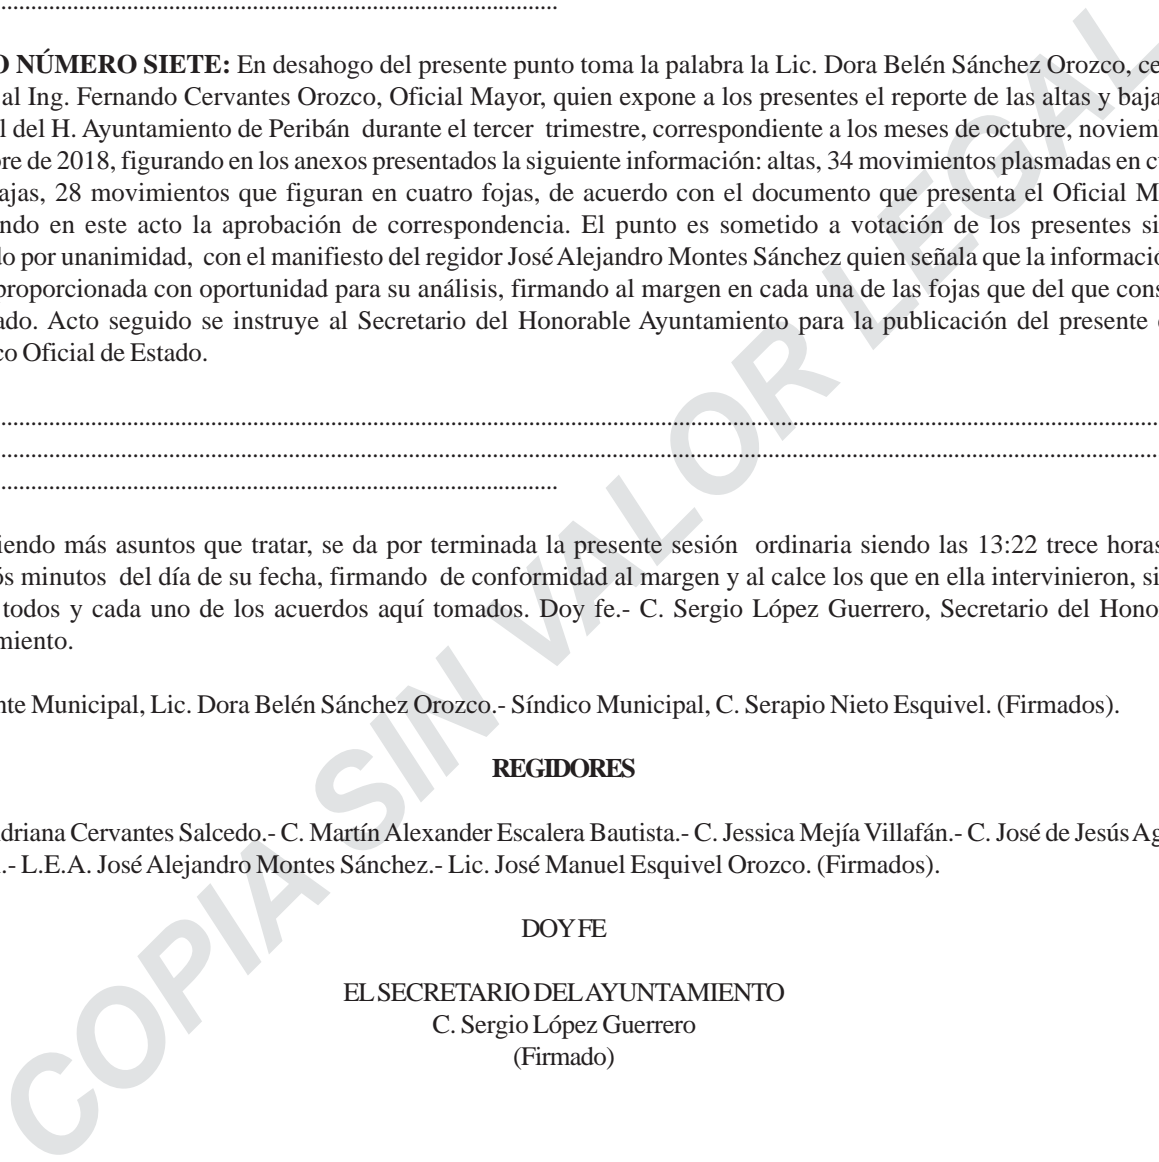 O NÚMERO SIETE: En desahogo del presente punto toma la palabra la Lic. Dora Belén Sánchez Orozco, ce
al Ing. Fernando Cervantes Orozco, Oficial Mayor, quien expone a los presentes el reporte de las altas y baja
l del H. Ayuntamiento de Peribán durante el tercer trimestre, correspondiente a los meses de octubre, noviem
bre de 2018, figurando en los anexos presentados la siguiente información: altas, 34 movimientos plasmadas en c
ajas, 28 movimientos que figuran en cuatro fojas, de acuerdo con el documento que presenta el Oficial M
ndo en este acto la aprobación de correspondencia. El punto es sometido a votación de los presentes si
do por unanimidad, con el manifiesto del regidor José Alejandro Montes Sánchez quien señala que la informació
proporcionada con oportunidad para su análisis, firmando al margen en cada una de las fojas que del que cons
ado. Acto seguido se instruye al Secretario del Honorable Ayuntamiento para la publicación del presente
co Oficial de Estado.
iendo más asuntos que tratar, se da por terminada la presente sesión ordinaria siendo las 13:22 trece horas
ós minutos del día de su fecha, firmando de conformidad al margen y al calce los que en ella intervinieron, si
todos y cada uno de los acuerdos aquí tomados. Doy fe.- C. Sergio López Guerrero, Secretario del Hono
miento.
nte Municipal, Lic. Dora Belén Sánchez Orozco.- Síndico Municipal, C. Serapio Nieto Esquivel. (Firmados).
REGIDORES
driana Cervantes Salcedo.- C. Martín Alexander Escalera Bautista.- C. Jessica Mejía Villafán.- C. José de Jesús Ag
.- L.E.A. José Alejandro Montes Sánchez.- Lic. José Manuel Esquivel Orozco. (Firmados).
DOY FE
EL SECRETARIO DEL AYUNTAMIENTO
C. Sergio López Guerrero
(Firmado)
COPIA SIN VALOR LEGAL